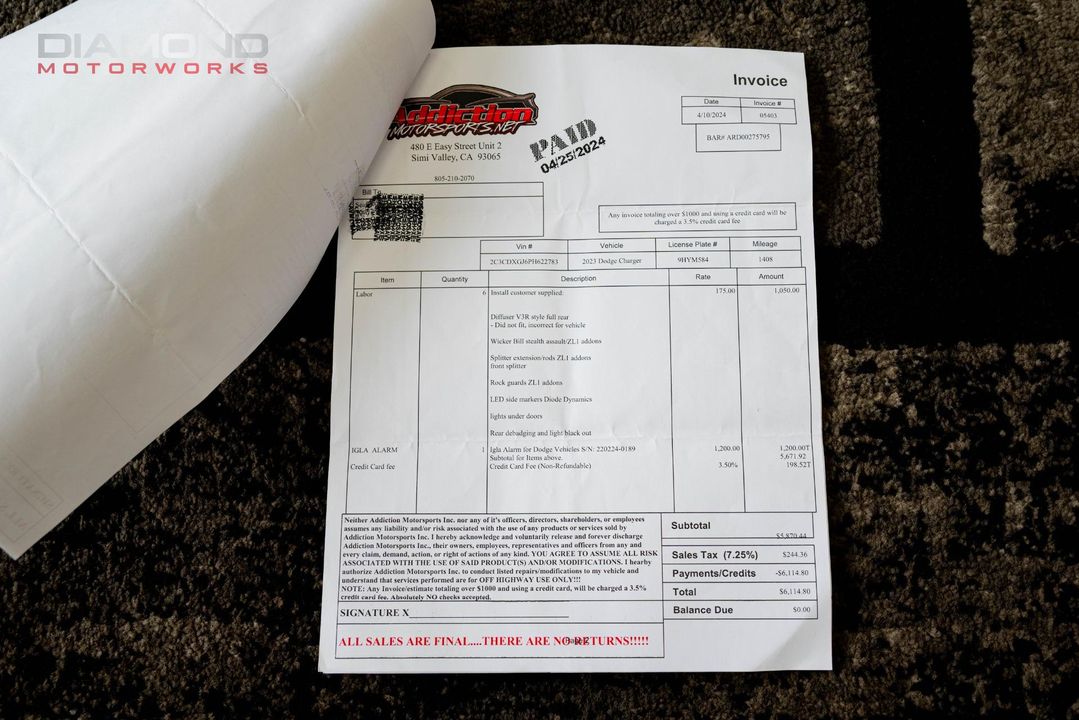 DIAMOND
MOTORWORKS
Invoice
Addiction
MOTORSPORTS.NET
480 E Easy Street Unit 2
Simi Valley, CA 93065
805-210-2070
PAID
04/25/2024
Date Invoice #
4/10/2024 05403
BAR# ARD00275795
Bill To
Any invoice totaling over $1000 and using a credit card will be
charged a 3.5% credit card fee
Vin # Vehicle License Plate # Mileage
2C3CDXGJ6PH622783 2023 Dodge Charger 9HYM584 1408
Item Quantity Description Rate Amount
Labor 6 Install customer supplied: 175.00 1,050.00
Diffuser V3R style full rear
- Did not fit, incorrect for vehicle
Wicker Bill stealth assault/ZL1 addons
Splitter extension/rods ZL1 addons
front splitter
Rock guards ZL1 addons
LED side markers Diode Dynamics
lights under doors
Rear debadging and light black out
IGLA ALARM 1 Igla Alarm for Dodge Vehicles S/N: 220224-0189 1,200.00 1,200.00T
Subtotal for Items above. 5,671.92
Credit Card fee Credit Card Fee (Non-Refundable) 3.50% 198.52T
Neither Addiction Motorsports Inc. nor any of it's officers, directors, shareholders, or employees
assumes any liability and/or risk associated with the use of any products or services sold by
Addiction Motorsports Inc. I hereby acknowledge and voluntarily release and forever discharge
Addiction Motorsports Inc., their owners, employees, representatives and officers from any and
every claim, demand, action, or right of actions of any kind. YOU AGREE TO ASSUME ALL RISK
ASSOCIATED WITH THE USE OF SAID PRODUCT(S) AND/OR MODIFICATIONS. I hearby
authorize Addiction Motorsports Inc. to conduct listed repairs/modifications to my vehicle and
understand that services performed are for OFF HIGHWAY USE ONLY!!!
NOTE: Any Invoice/estimate totaling over $1000 and using a credit card, will be charged a 3.5%
credit card fee. Absolutely NO checks accepted.
SIGNATURE X
ALL SALES ARE FINAL....THERE ARE NO RETURNS!!!!!
Subtotal $5,870.44
Sales Tax (7.25%) $244.36
Payments/Credits -$6,114.80
Total $6,114.80
Balance Due $0.00